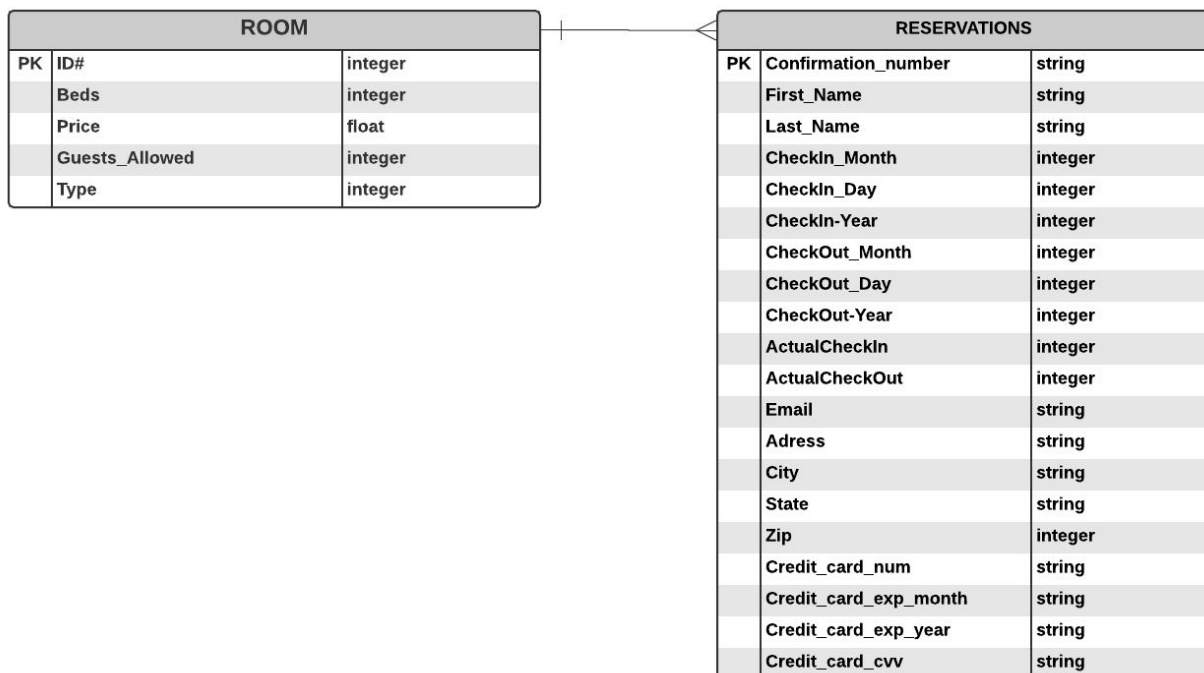 ROOM
PK ID# integer
Beds integer
Price float
Guests_Allowed integer
Type integer
RESERVATIONS
PK Confirmation_number string
First_Name string
Last_Name string
CheckIn_Month integer
CheckIn_Day integer
CheckIn-Year integer
CheckOut_Month integer
CheckOut_Day integer
CheckOut-Year integer
ActualCheckIn integer
ActualCheckOut integer
Email string
Adress string
City string
State string
Zip integer
Credit_card_num string
Credit_card_exp_month string
Credit_card_exp_year string
Credit_card_cvv string